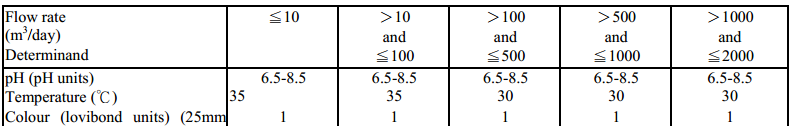 Flow rate ≦10 ＞10 ＞100 ＞500 ＞1000
(m³/day) and and and and
Determinand ≦100 ≦500 ≦1000 ≦2000
pH (pH units) 6.5-8.5 6.5-8.5 6.5-8.5 6.5-8.5 6.5-8.5
Temperature (℃) 35 35 30 30 30
Colour (lovibond units) (25mm 1 1 1 1 1